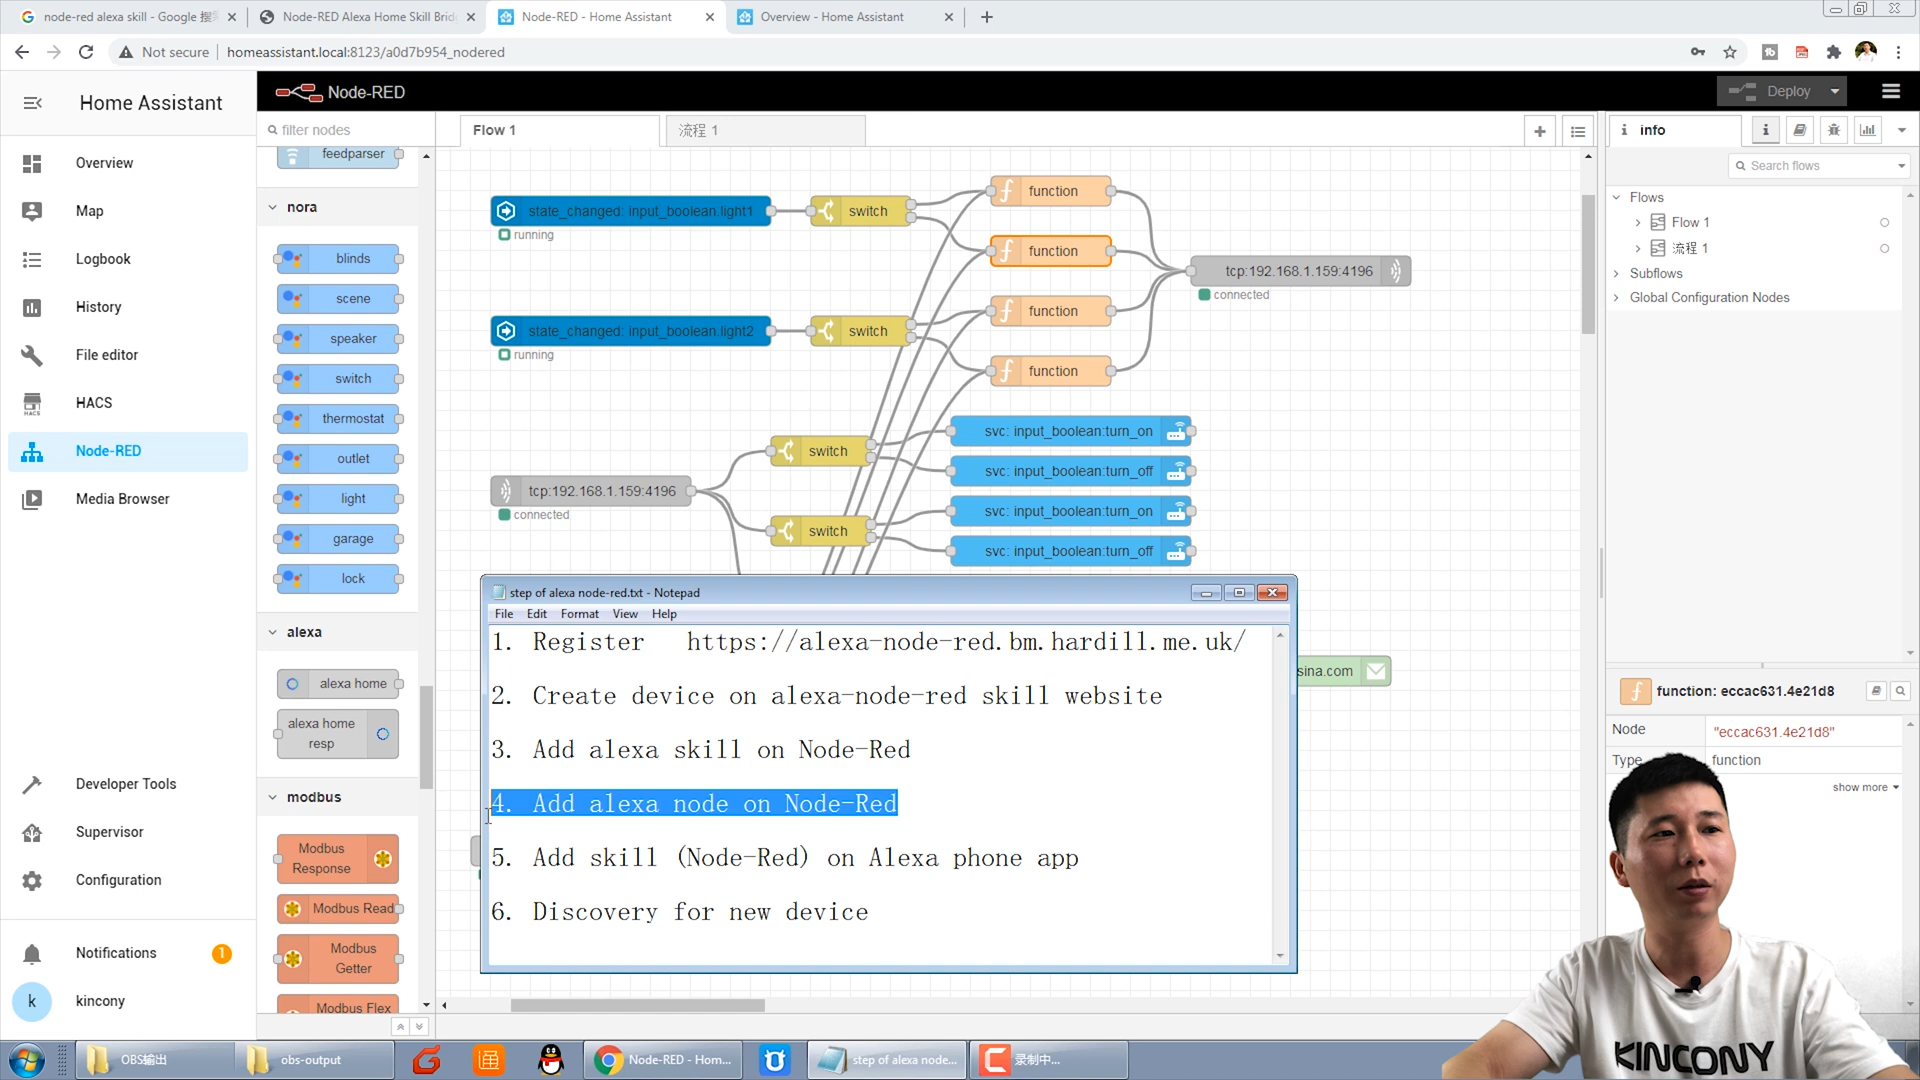 node-red alexa skill - Google 搜
Node-RED Alexa Home Skill Brid
Node-RED - Home Assistant
Overview - Home Assistant
Not secure
homeassistant.local:8123/a0d7b954_nodered
Home Assistant
Overview
Map
Logbook
History
File editor
HACS
Node-RED
Media Browser
Developer Tools
Supervisor
Configuration
Notifications
1
k
kincony
Node-RED
Deploy
filter nodes
feedparser
nora
blinds
scene
speaker
switch
thermostat
outlet
light
garage
lock
alexa
alexa home
alexa home
resp
modbus
Modbus
Response
Modbus Read
Modbus
Getter
Modbus Flex
Flow 1
流程 1
state_changed: input_boolean.light1
running
switch
function
function
tcp:192.168.1.159:4196
connected
state_changed: input_boolean.light2
running
switch
function
function
switch
svc: input_boolean:turn_on
svc: input_boolean:turn_off
tcp:192.168.1.159:4196
connected
switch
svc: input_boolean:turn_on
svc: input_boolean:turn_off
sina.com
step of alexa node-red.txt - Notepad
File Edit Format View Help
1. Register https://alexa-node-red.bm.hardill.me.uk/
2. Create device on alexa-node-red skill website
3. Add alexa skill on Node-Red
4. Add alexa node on Node-Red
5. Add skill (Node-Red) on Alexa phone app
6. Discovery for new device
info
Search flows
Flows
Flow 1
流程 1
Subflows
Global Configuration Nodes
function: eccac631.4e21d8
Node
"eccac631.4e21d8"
Type
function
show more
KINCONY
OBS输出
obs-output
Node-RED - Hom...
step of alexa node...
录制中...